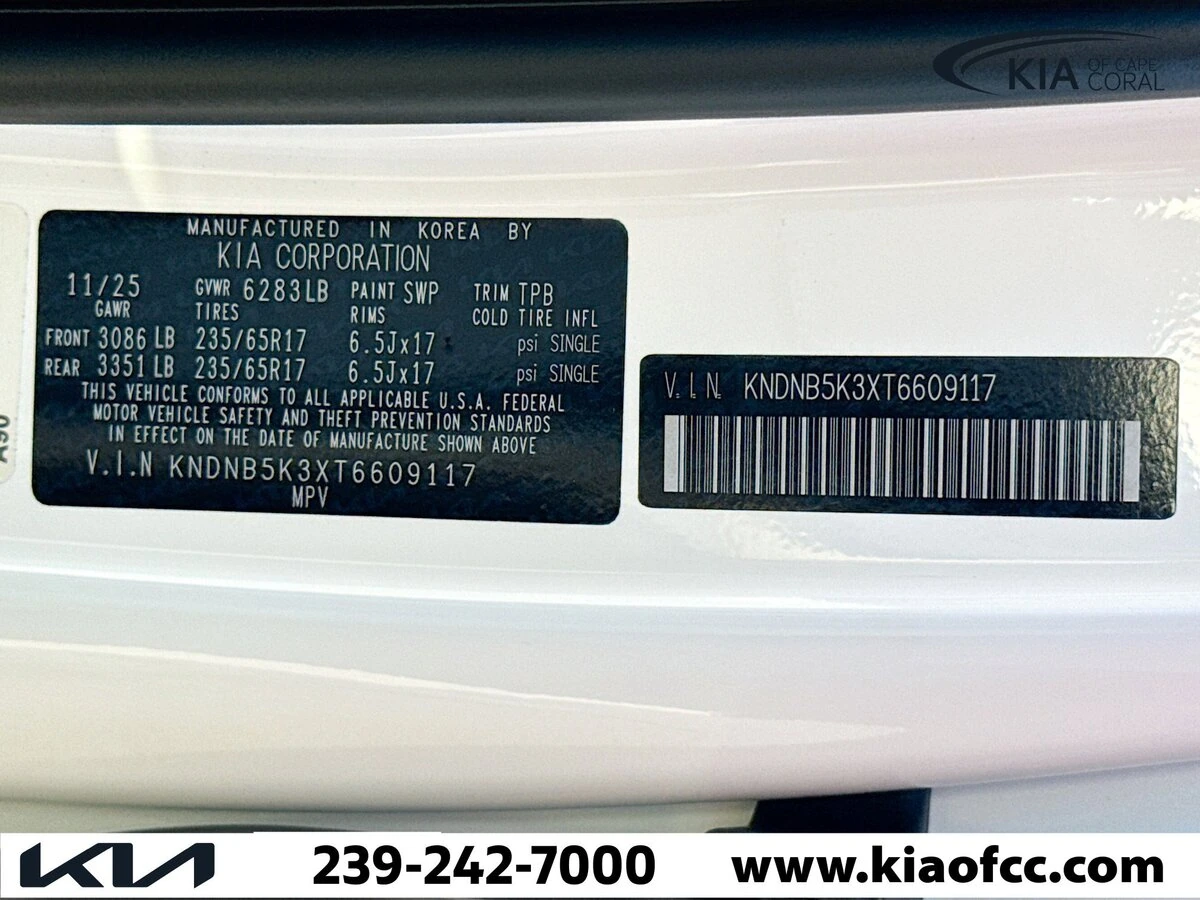 KIA OF CAPE CORAL
MANUFACTURED IN KOREA BY
KIA CORPORATION
11/25 GVWR 6283LB PAINT SWP TRIM TPB
GAWR TIRES RIMS COLD TIRE INFL
FRONT 3086 LB 235/65R17 6.5Jx17 psi SINGLE
REAR 3351 LB 235/65R17 6.5Jx17 psi SINGLE
THIS VEHICLE CONFORMS TO ALL APPLICABLE U.S.A. FEDERAL
MOTOR VEHICLE SAFETY AND THEFT PREVENTION STANDARDS
IN EFFECT ON THE DATE OF MANUFACTURE SHOWN ABOVE
V.I.N KNDNB5K3XT6609117
MPV
V.I.N. KNDNB5K3XT6609117
A90
KIA 239-242-7000 www.kiaofcc.com